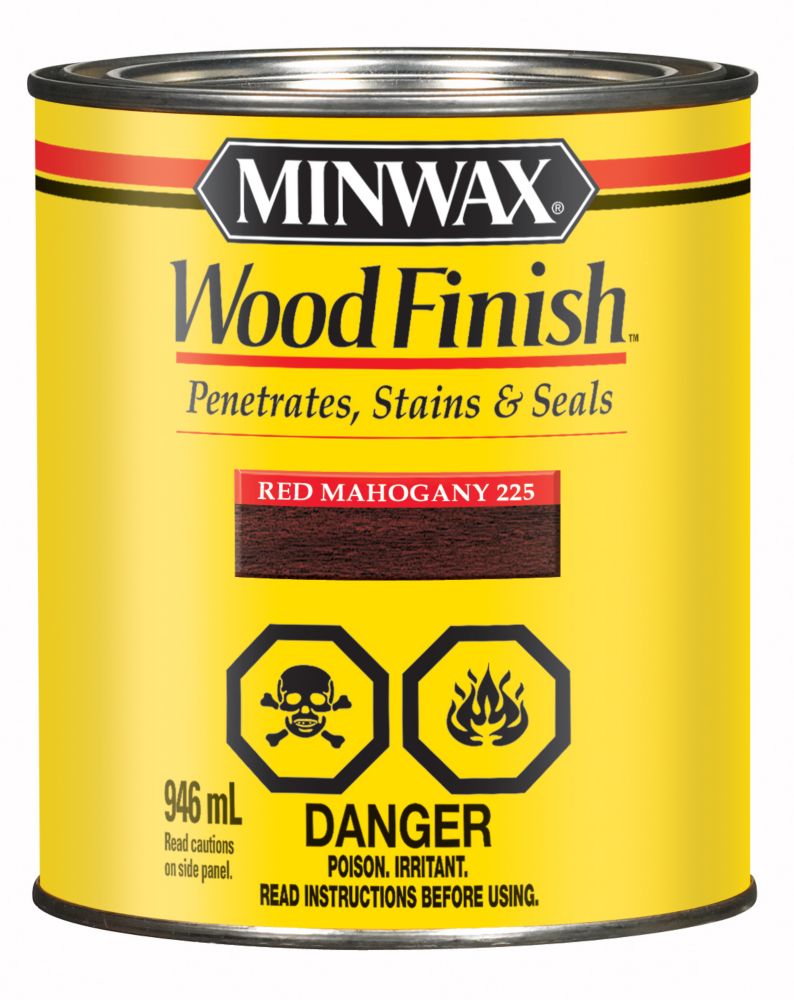 MINWAX®
Wood Finish™
Penetrates, Stains & Seals
RED MAHOGANY 225
946 mL
Read cautions
on side panel.
DANGER
POISON. IRRITANT.
READ INSTRUCTIONS BEFORE USING.